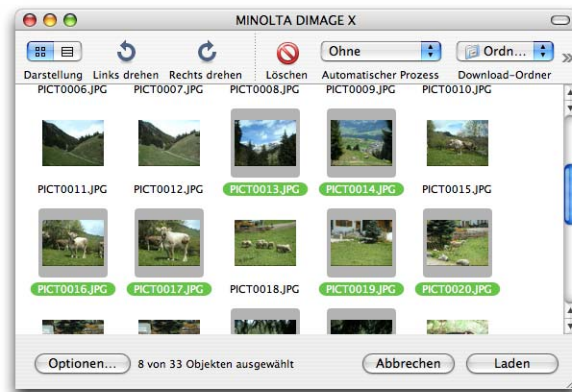 MINOLTA DIMAGE X
Ohne
Ordn...
Darstellung Links drehen Rechts drehen Löschen Automatischer Prozess Download-Ordner
PICT0006.JPG PICT0007.JPG PICT0008.JPG PICT0009.JPG PICT0010.JPG
PICT0011.JPG PICT0012.JPG PICT0013.JPG PICT0014.JPG PICT0015.JPG
PICT0016.JPG PICT0017.JPG PICT0018.JPG PICT0019.JPG PICT0020.JPG
Optionen... 8 von 33 Objekten ausgewählt Abbrechen Laden